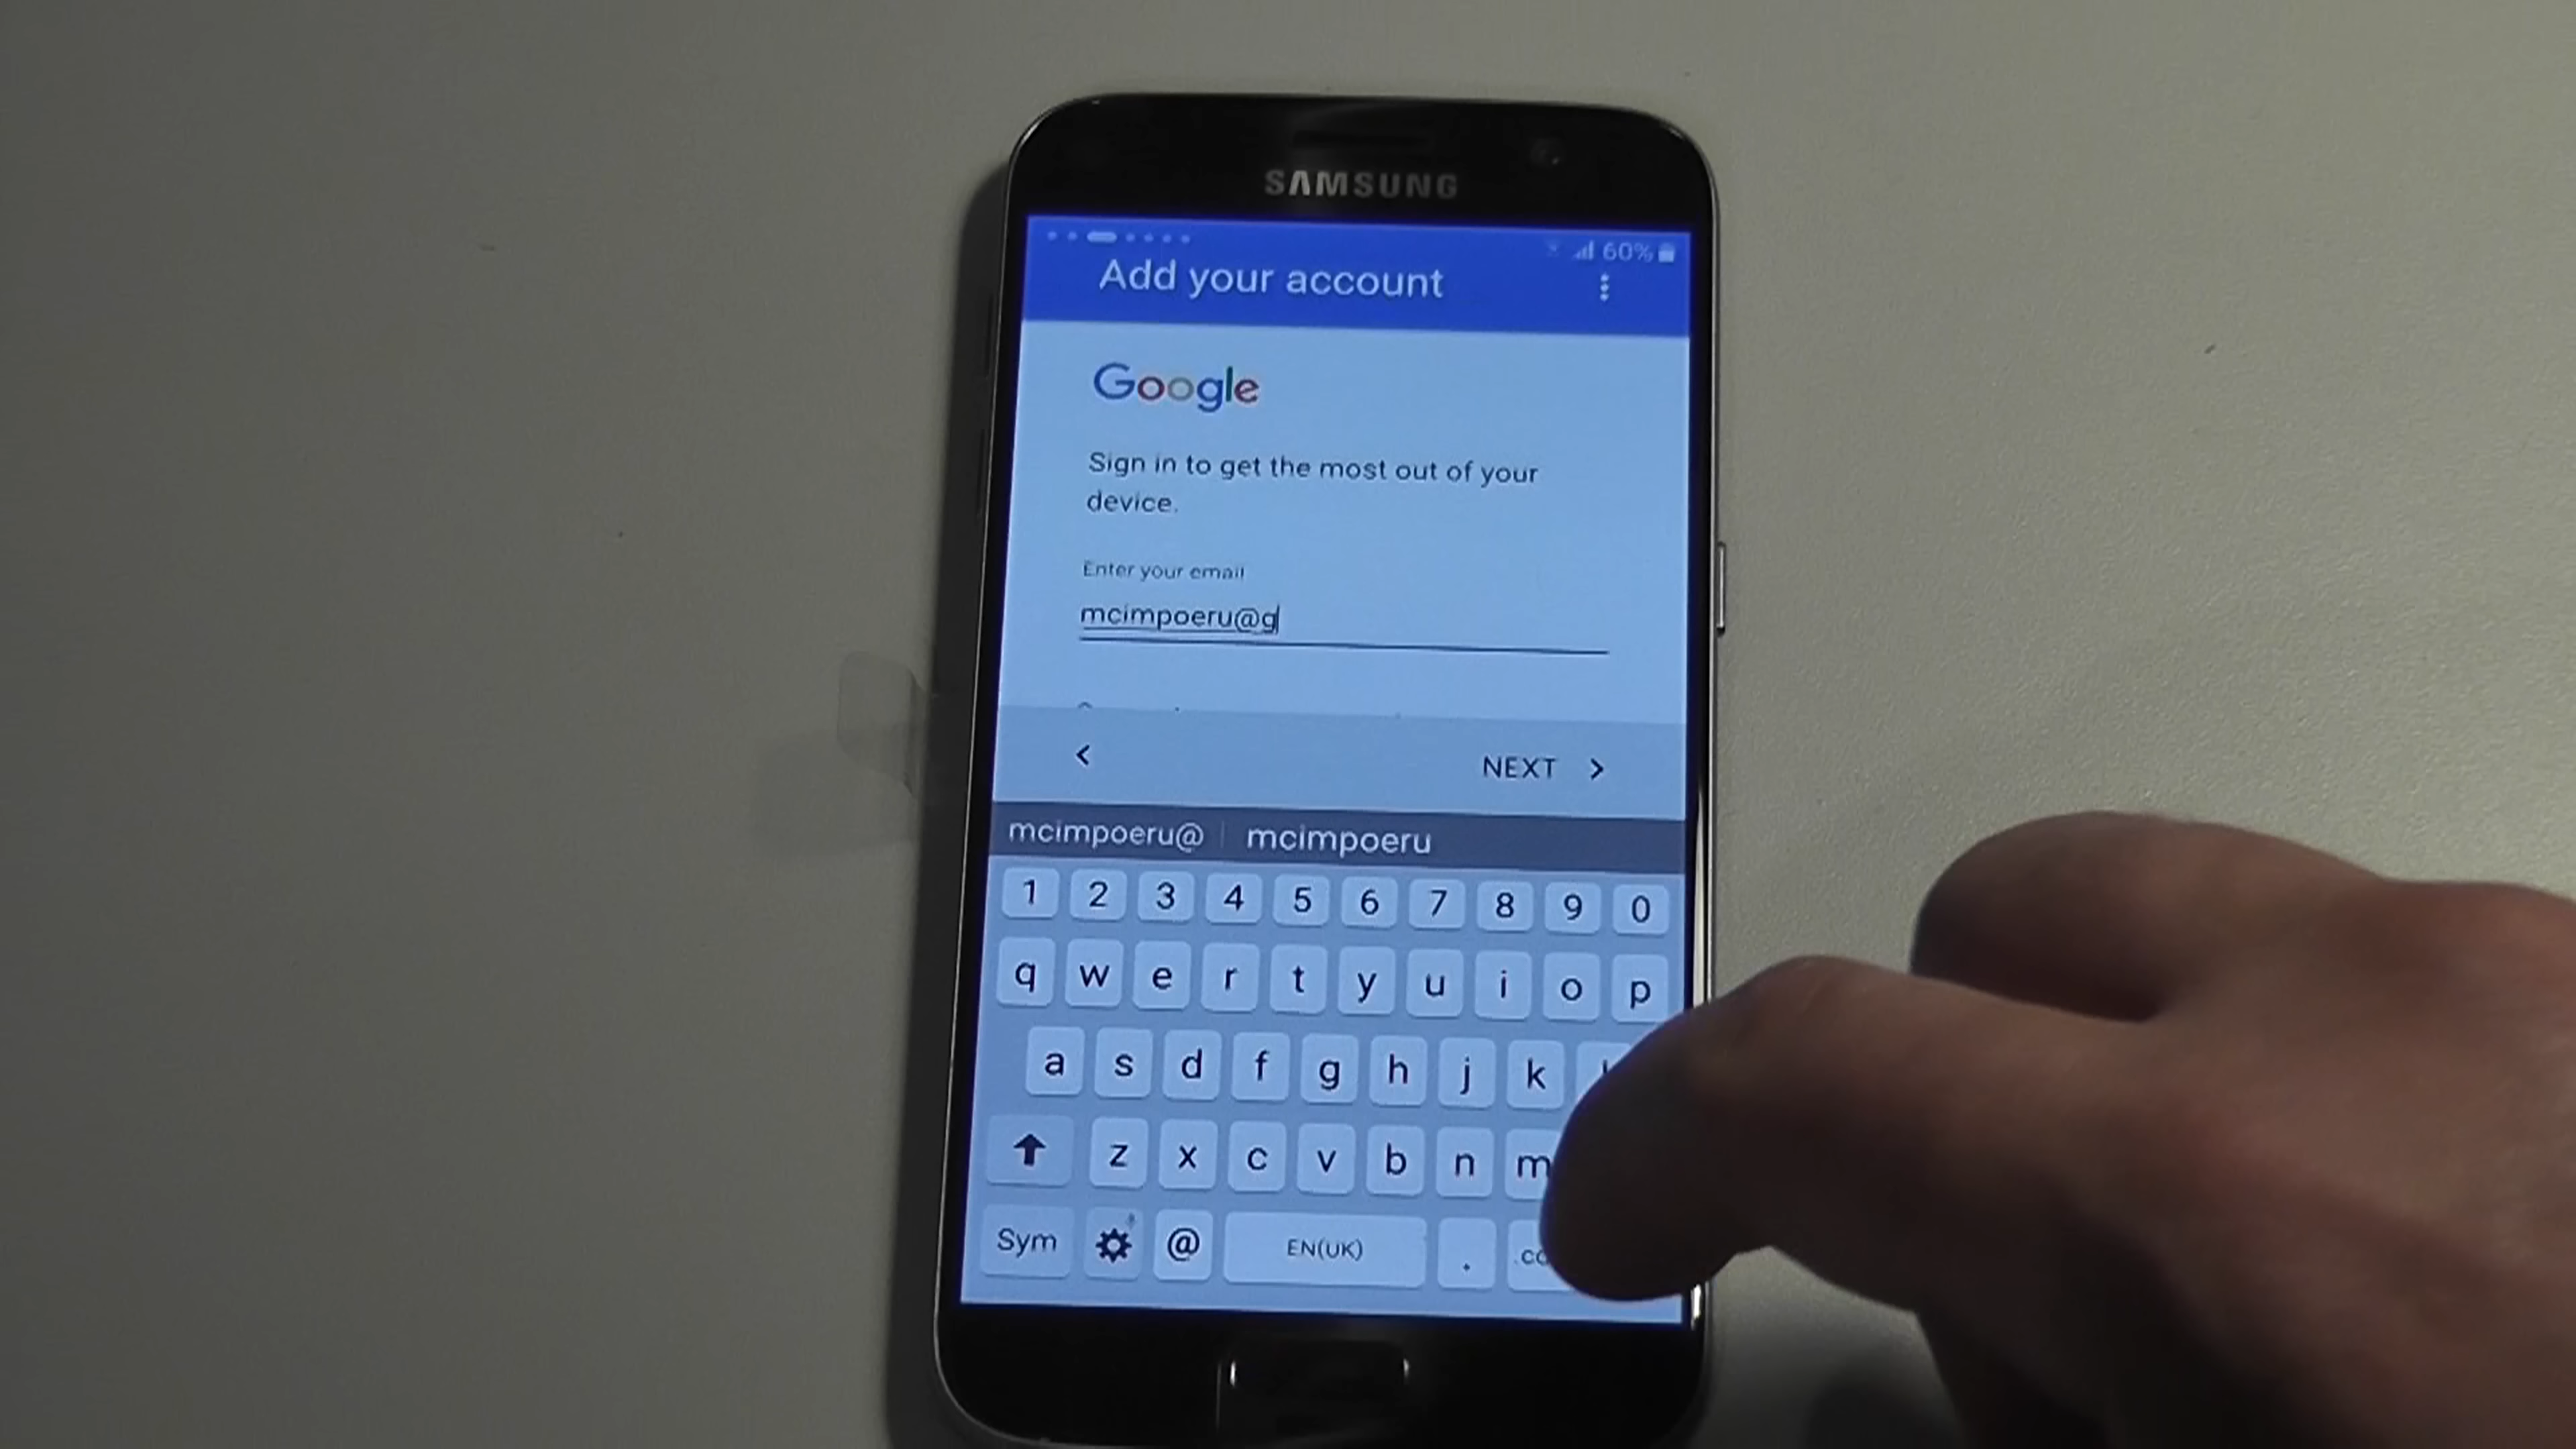 SAMSUNG
60%
Add your account
Google
Sign in to get the most out of your
device.
Enter your email
mcimpoeru@g
NEXT
mcimpoeru@ mcimpoeru
1 2 3 4 5 6 7 8 9 0
q w e r t y u i o p
a s d f g h j k
z x c v b n m
Sym @ EN(UK) .